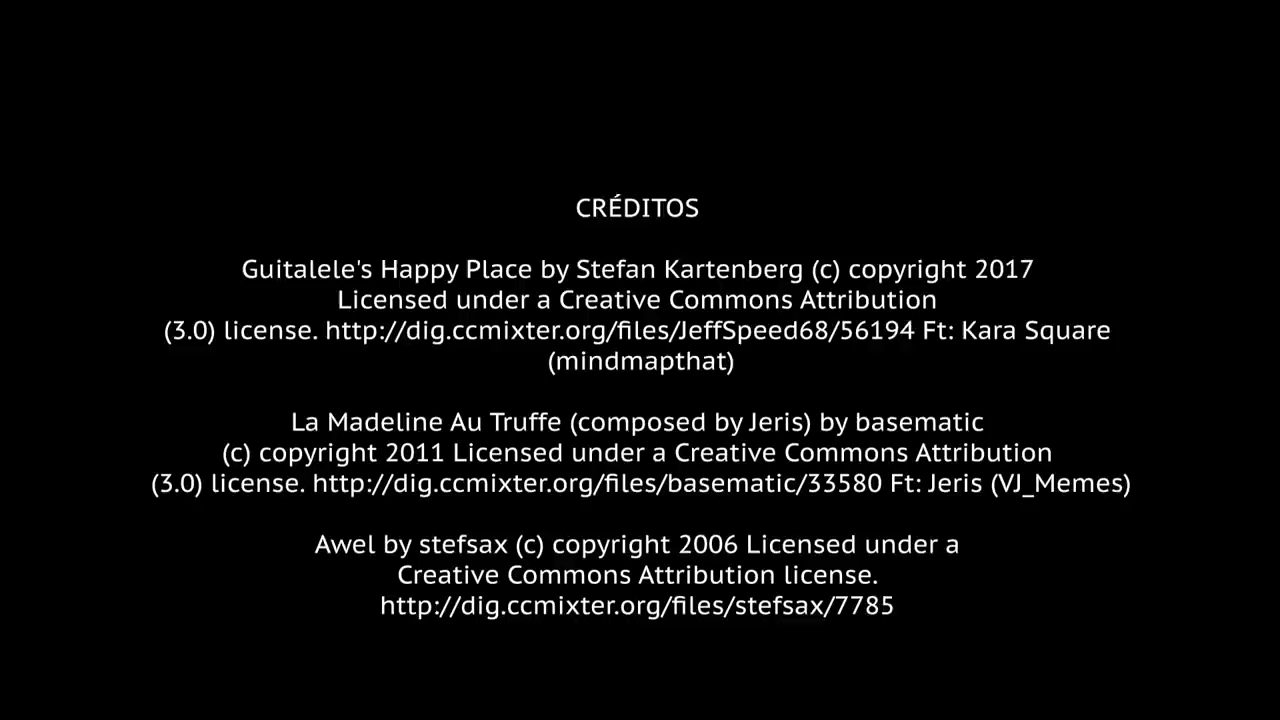 CRÉDITOS
Guitalele's Happy Place by Stefan Kartenberg (c) copyright 2017
Licensed under a Creative Commons Attribution
(3.0) license. http://dig.ccmixter.org/files/JeffSpeed68/56194 Ft: Kara Square
(mindmapthat)
La Madeline Au Truffe (composed by Jeris) by basematic
(c) copyright 2011 Licensed under a Creative Commons Attribution
(3.0) license. http://dig.ccmixter.org/files/basematic/33580 Ft: Jeris (VJ_Memes)
Awel by stefsax (c) copyright 2006 Licensed under a
Creative Commons Attribution license.
http://dig.ccmixter.org/files/stefsax/7785